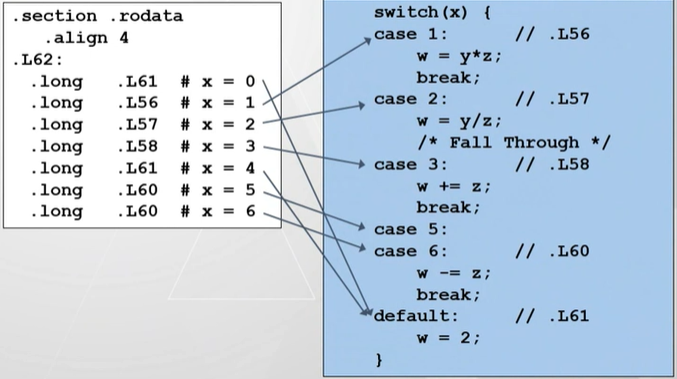 .section .rodata
.align 4
.L62:
.long .L61 # x = 0
.long .L56 # x = 1
.long .L57 # x = 2
.long .L58 # x = 3
.long .L61 # x = 4
.long .L60 # x = 5
.long .L60 # x = 6
switch(x) {
case 1: // .L56
w = y*z;
break;
case 2: // .L57
w = y/z;
/* Fall Through */
case 3: // .L58
w += z;
break;
case 5:
case 6: // .L60
w -= z;
break;
default: // .L61
w = 2;
}